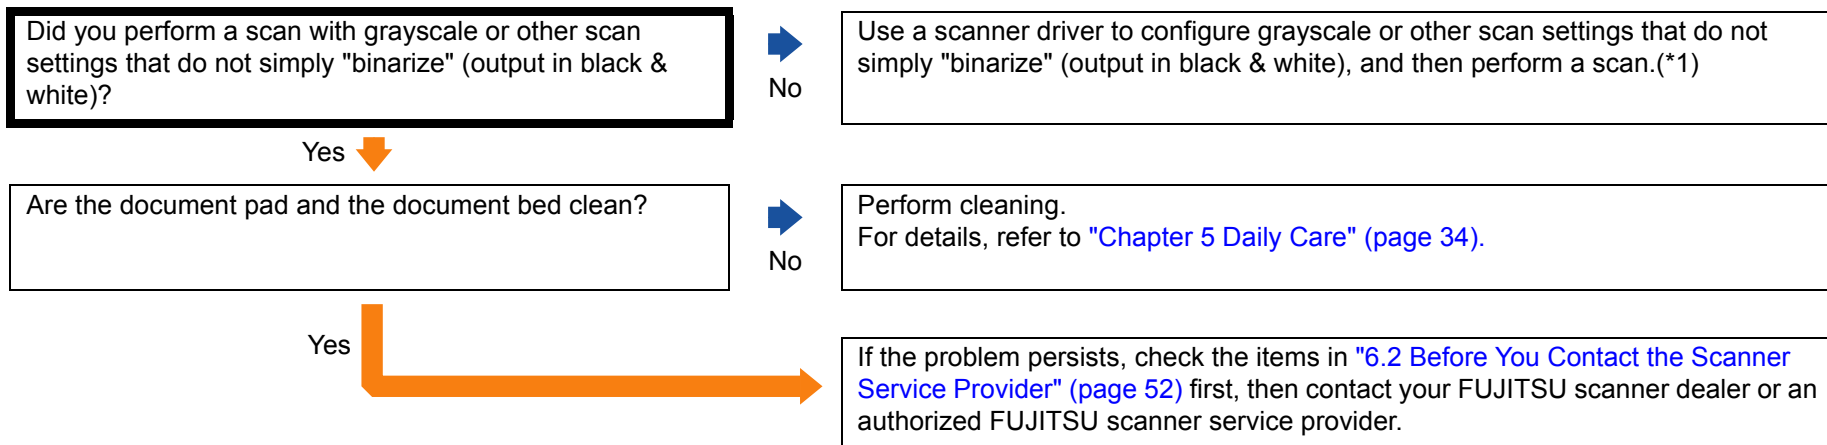 Did you perform a scan with grayscale or other scan
settings that do not simply "binarize" (output in black &
white)?
No
Use a scanner driver to configure grayscale or other scan settings that do not
simply "binarize" (output in black & white), and then perform a scan.(*1)
Yes
Are the document pad and the document bed clean?
No
Perform cleaning.
For details, refer to "Chapter 5 Daily Care" (page 34).
Yes
If the problem persists, check the items in "6.2 Before You Contact the Scanner
Service Provider" (page 52) first, then contact your FUJITSU scanner dealer or an
authorized FUJITSU scanner service provider.